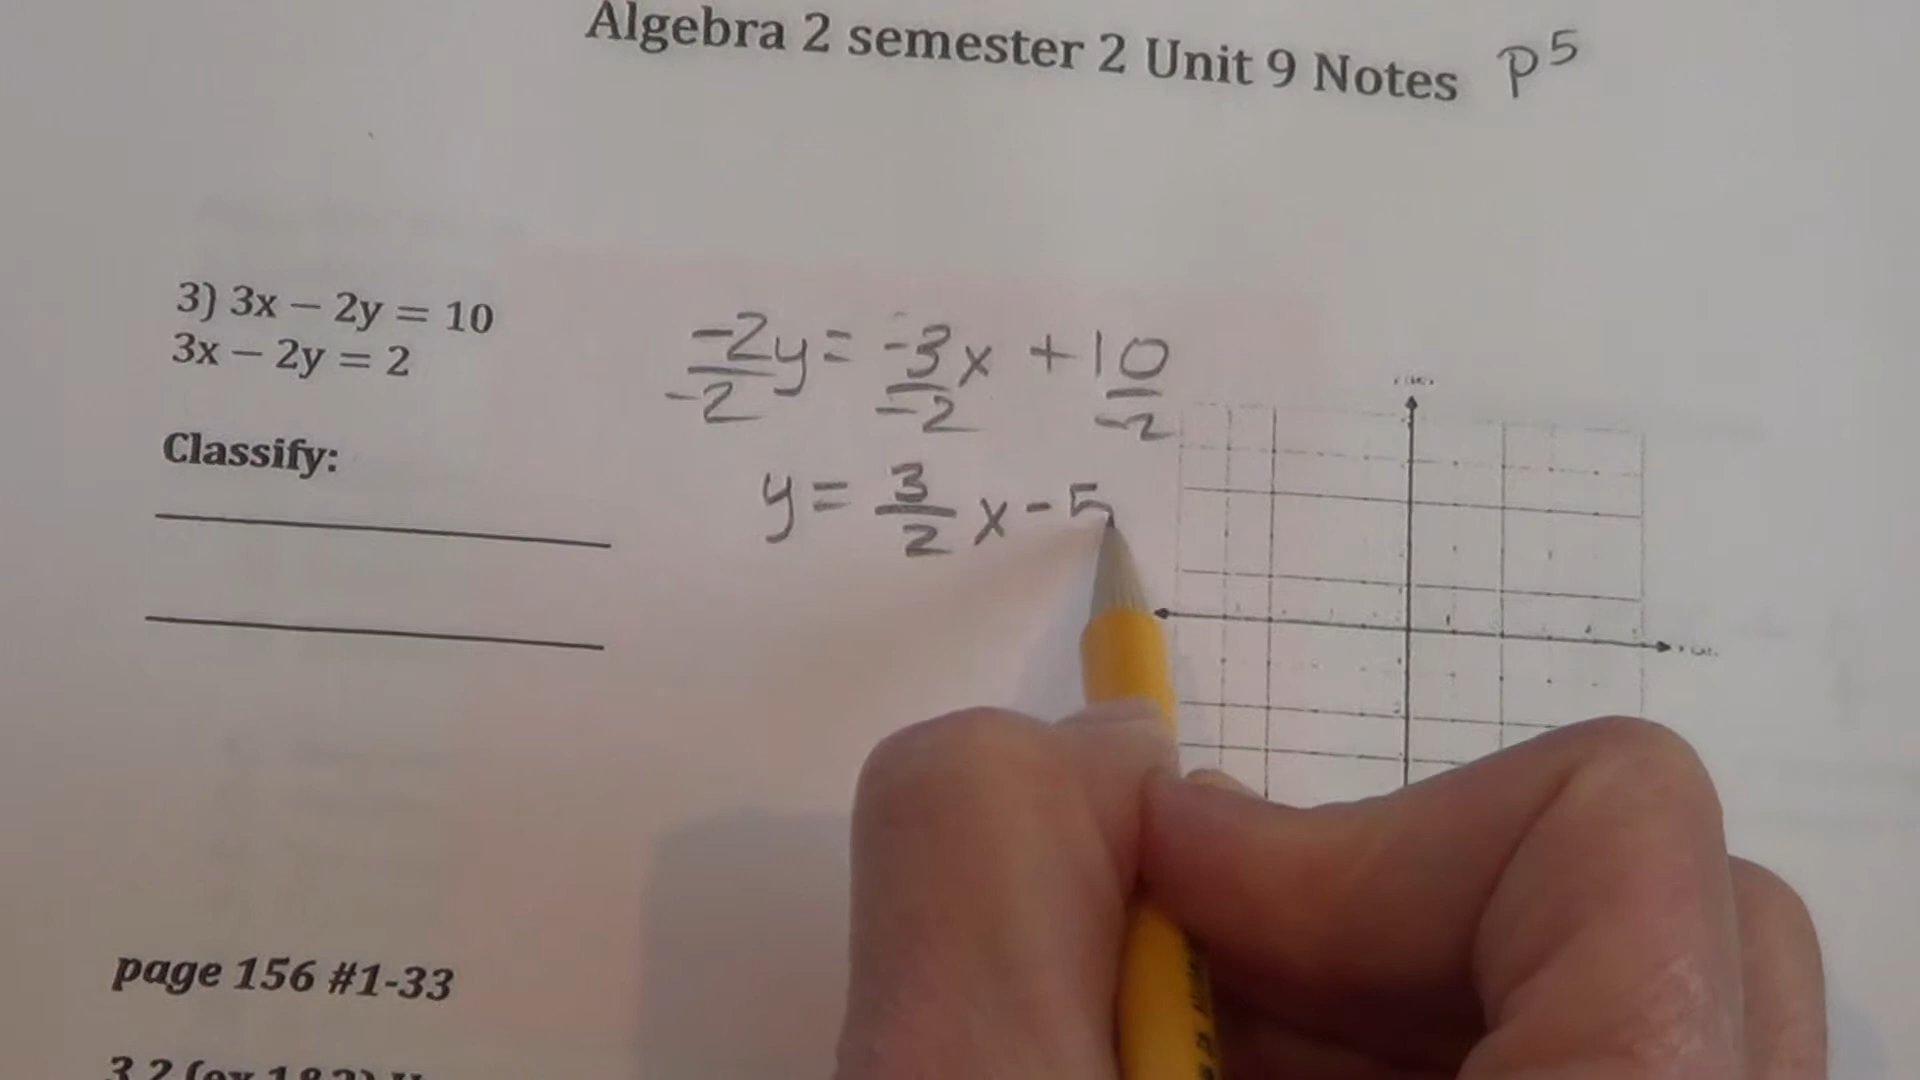 Algebra 2 semester 2 Unit 9 Notes P5
3) 3x − 2y = 10
3x − 2y = 2
-2y = -3x + 10
-2 -2 -2
y = 3/2 x - 5
Classify:
page 156 #1-33